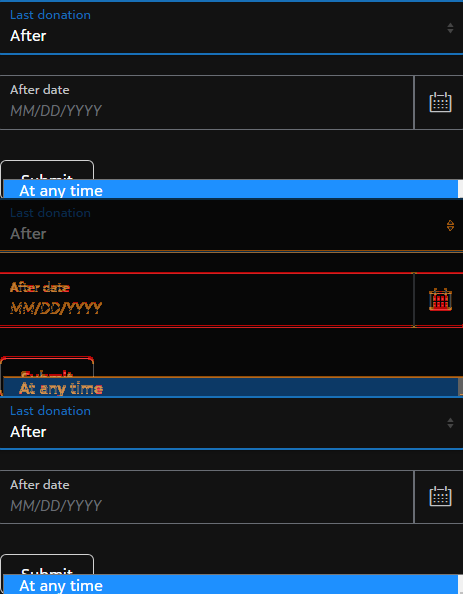 Last donation
After
After date
MM/DD/YYYY
Submit
At any time
Last donation
After
After date
MM/DD/YYYY
Submit
At any time
Last donation
After
After date
MM/DD/YYYY
Submit
At any time